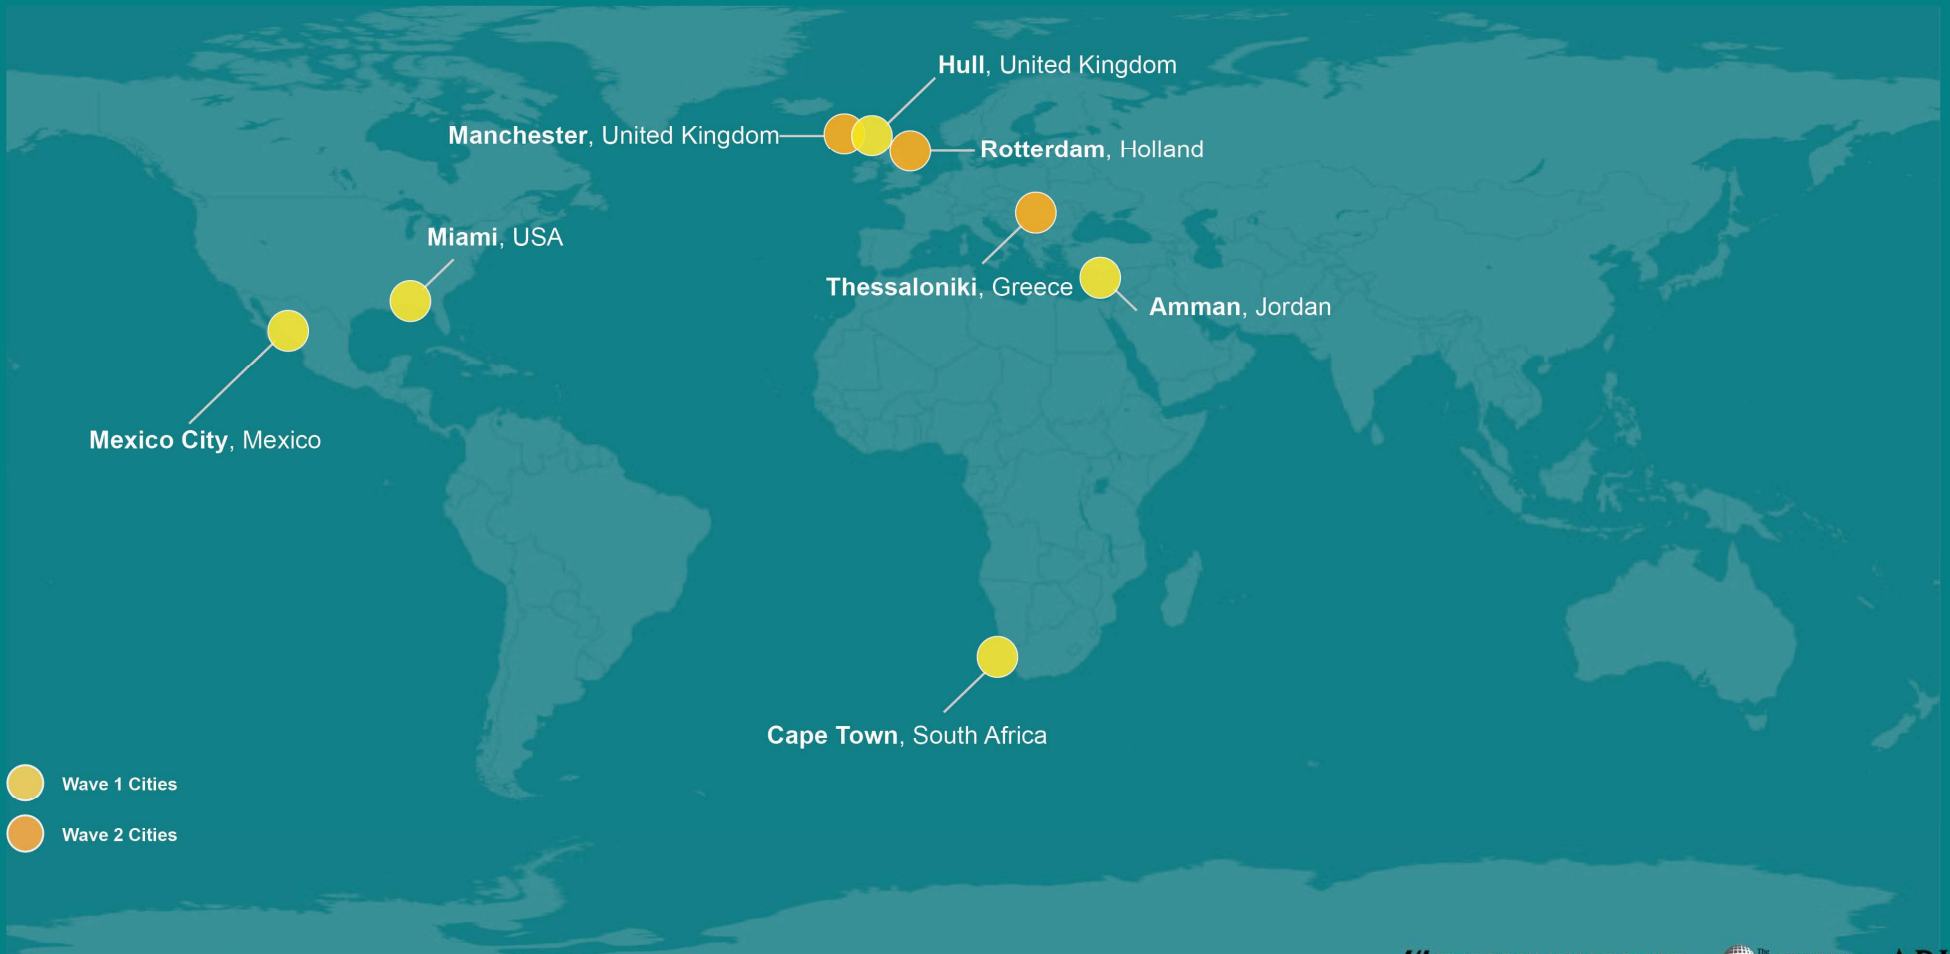 Hull, United Kingdom
Manchester, United Kingdom
Rotterdam, Holland
Miami, USA
Thessaloniki, Greece
Amman, Jordan
Mexico City, Mexico
Cape Town, South Africa
Wave 1 Cities
Wave 2 Cities
The